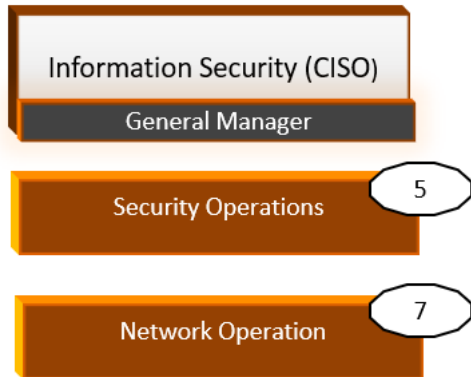 Information Security (CISO)
General Manager
5
Security Operations
7
Network Operation